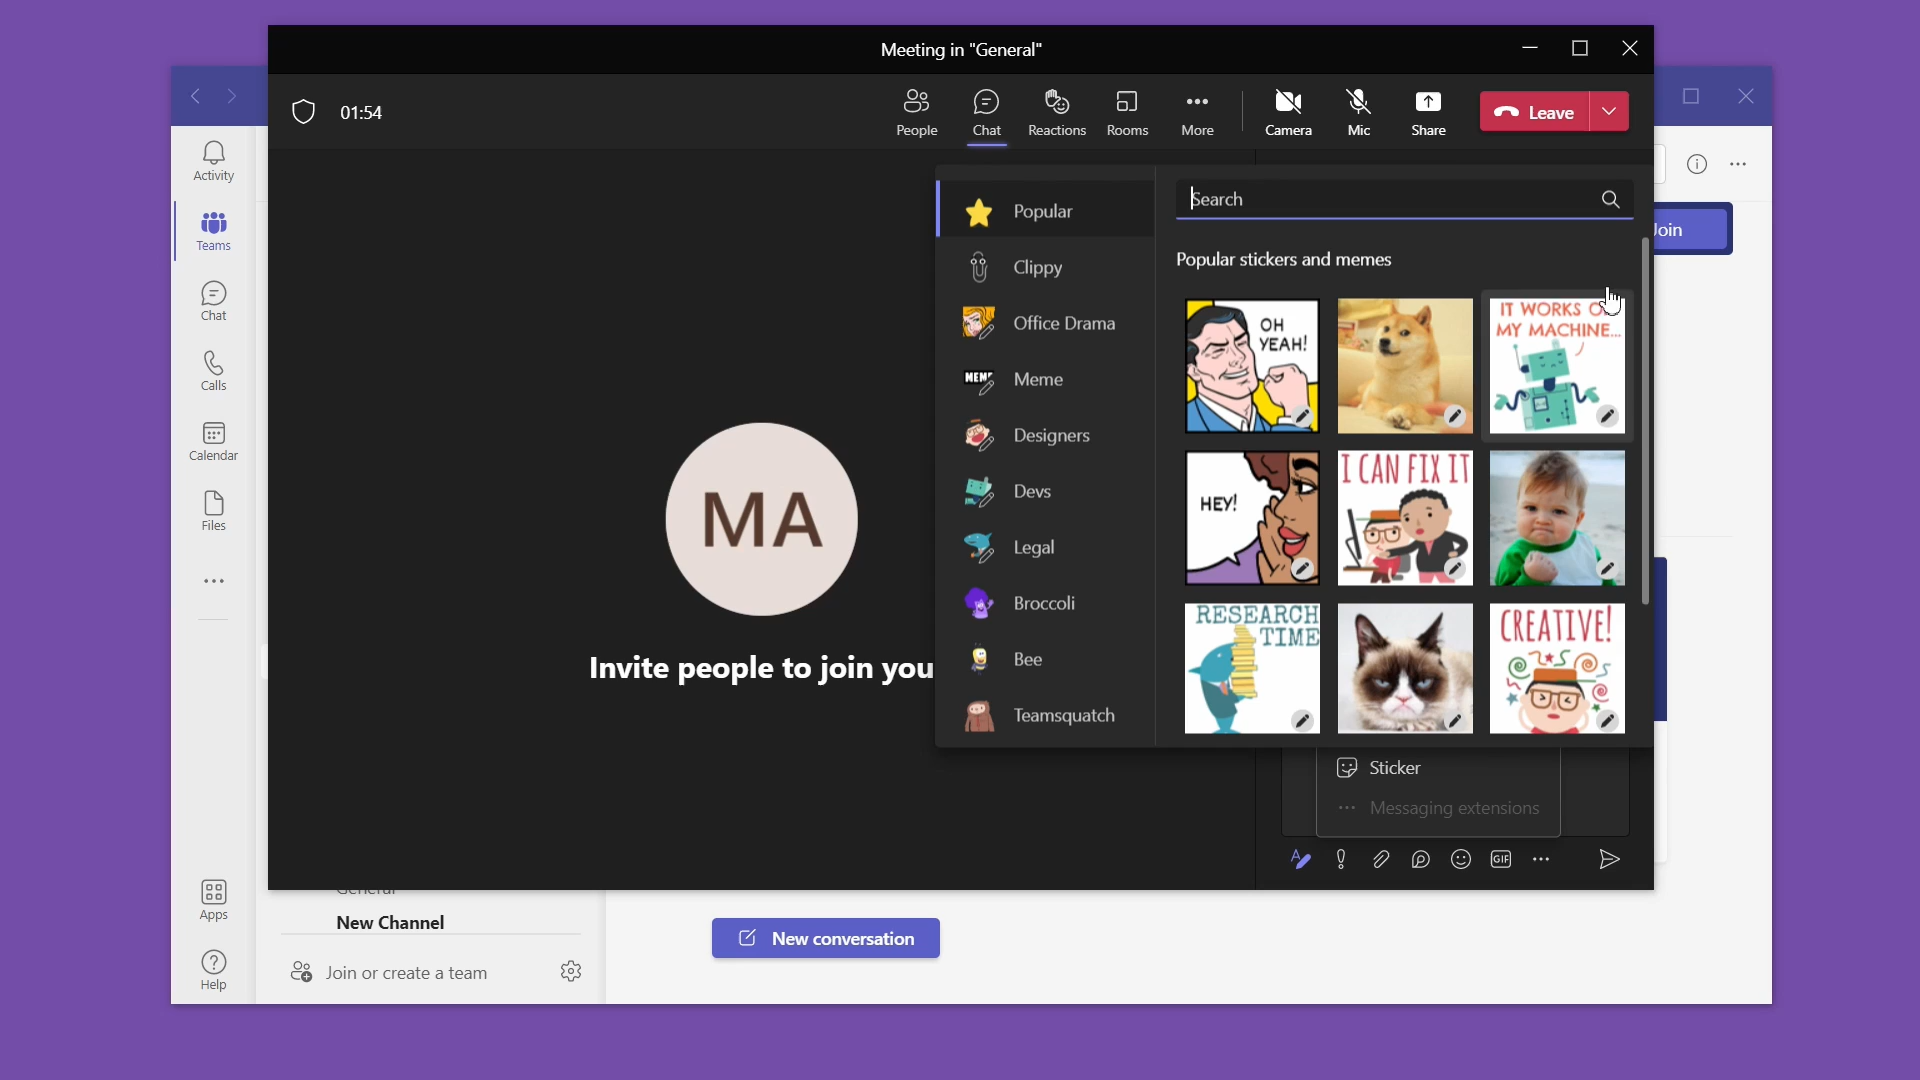 Meeting in "General"
01:54
People
Chat
Reactions
Rooms
More
Camera
Mic
Share
Leave
Activity
Teams
Chat
Calls
Calendar
Files
Apps
Help
Popular
Clippy
Office Drama
Meme
Designers
Devs
Legal
Broccoli
Bee
Teamsquatch
Search
Join
Popular stickers and memes
OH
YEAH!
IT WORKS
MY MACHINE...
HEY!
I CAN FIX IT
RESEARCH
TIME
CREATIVE!
MA
Invite people to join you
Sticker
Messaging extensions
GIF
General
New Channel
New conversation
Join or create a team